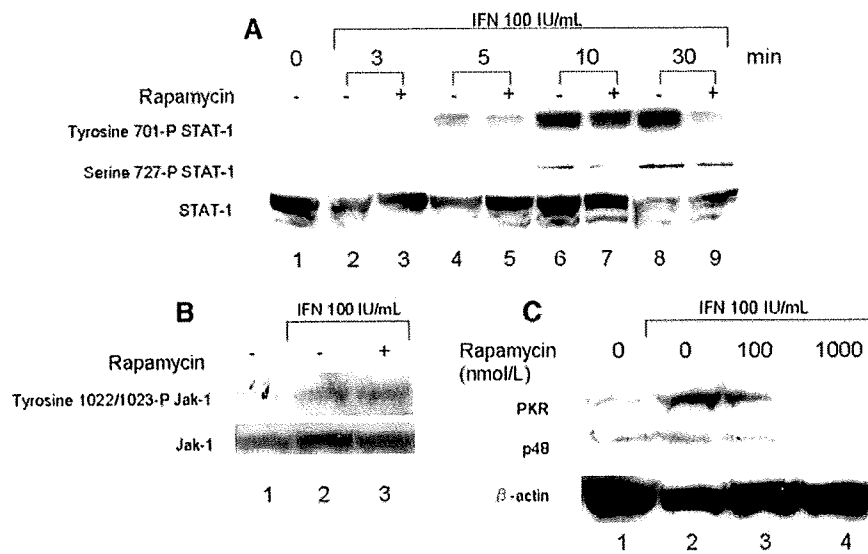 IFN 100 IU/mL
A
0 3 5 10 30 min
Rapamycin - - + - + - + - +
Tyrosine 701-P STAT-1
Serine 727-P STAT-1
STAT-1
1 2 3 4 5 6 7 8 9
B
IFN 100 IU/mL
Rapamycin - - +
Tyrosine 1022/1023-P Jak-1
Jak-1
1 2 3
C
IFN 100 IU/mL
Rapamycin 0 0 100 1000
(nmol/L)
PKR
p48
β-actin
1 2 3 4